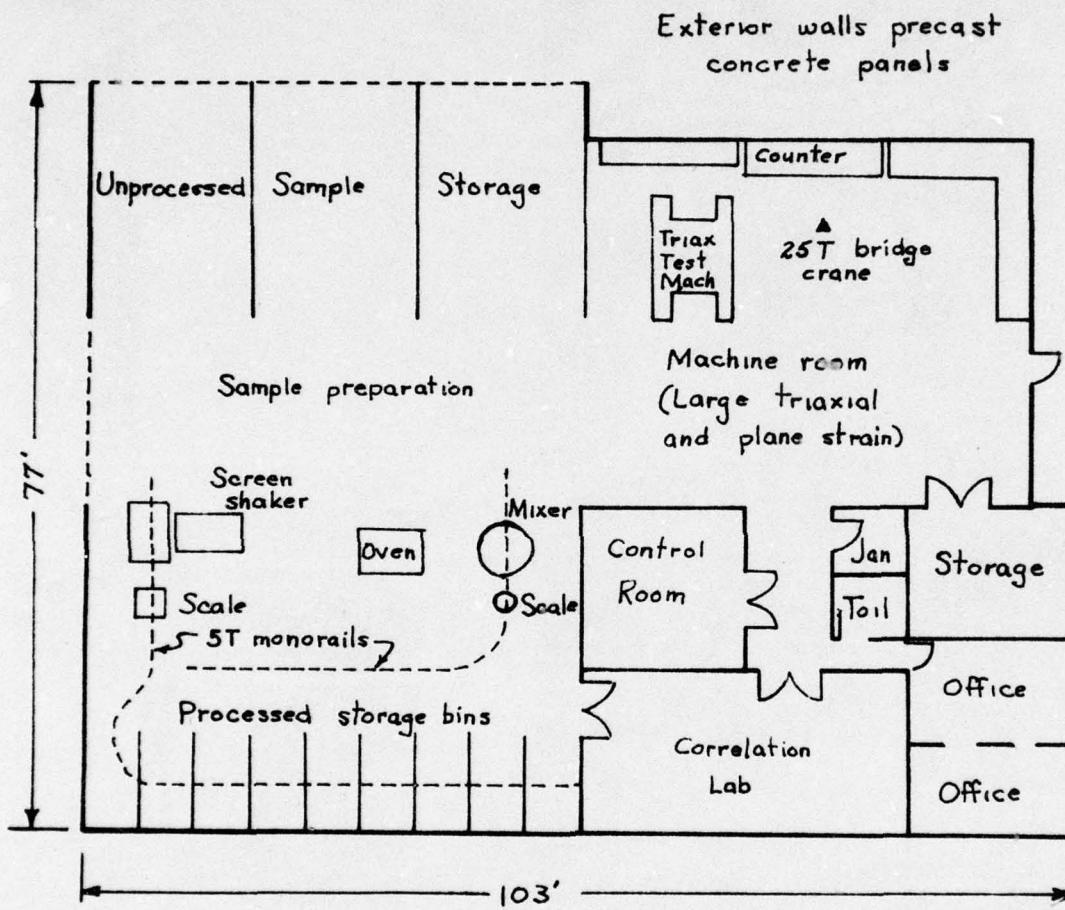 Exterior walls precast
concrete panels
Unprocessed Sample Storage
Counter
Triax
Test
Mach
25T bridge
crane
Sample preparation
Machine room
(Large triaxial
and plane strain)
77'
Screen
shaker
Mixer
Oven
Control
Room
Jan
Storage
Scale
Scale
Toil
5T monorails
Processed storage bins
Office
Correlation
Lab
Office
103'